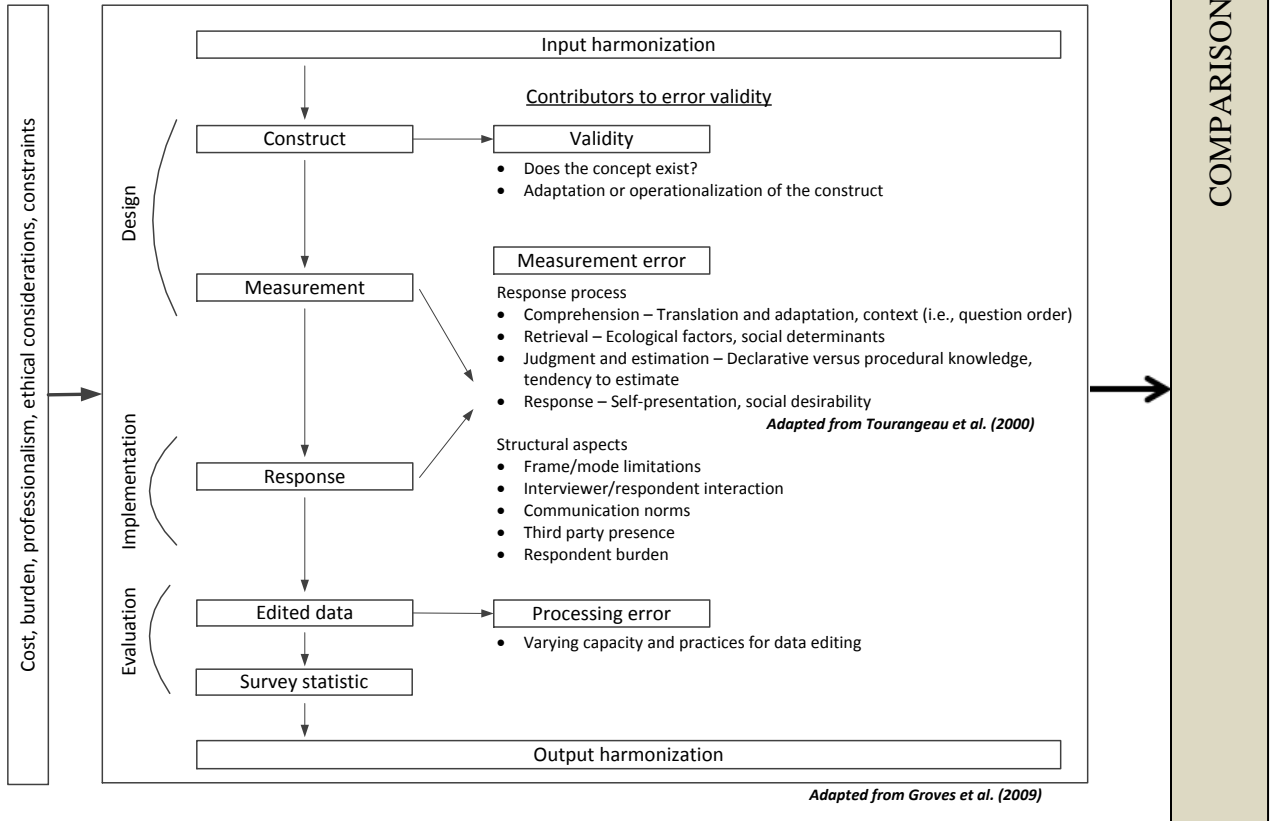 Cost, burden, professionalism, ethical considerations, constraints
Input harmonization
Contributors to error validity
Design
Construct
Validity
• Does the concept exist?
• Adaptation or operationalization of the construct
Measurement
Measurement error
Response process
• Comprehension – Translation and adaptation, context (i.e., question order)
• Retrieval – Ecological factors, social determinants
• Judgment and estimation – Declarative versus procedural knowledge,
tendency to estimate
• Response – Self-presentation, social desirability
Adapted from Tourangeau et al. (2000)
Implementation
Response
Structural aspects
• Frame/mode limitations
• Interviewer/respondent interaction
• Communication norms
• Third party presence
• Respondent burden
Evaluation
Edited data
Processing error
• Varying capacity and practices for data editing
Survey statistic
Output harmonization
Adapted from Groves et al. (2009)
COMPARISON